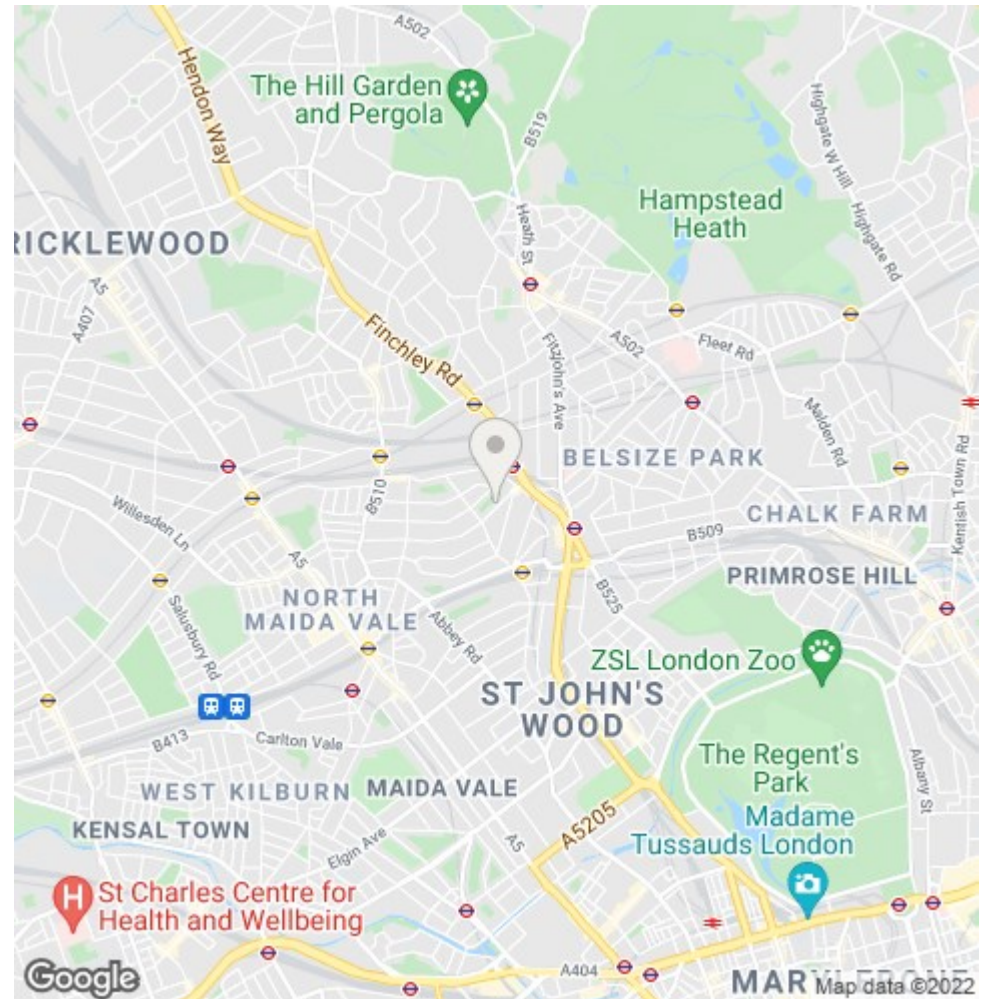 A502
Hendon Way
The Hill Garden
and Pergola
B519
Highgate W Hill
Hampstead
Heath
Highgate Rd
Heath St
RICKLEWOOD
A5
A407
Finchley Rd
A502
Fleet Rd
Fitzjohn's Ave
Malden Rd
BELSIZE PARK
B510
Willesden Ln
A5
CHALK FARM
Kentish Town Rd
B509
PRIMROSE HILL
B525
NORTH
MAIDA VALE
Salusbury Rd
Abbey Rd
ZSL London Zoo
ST JOHN'S
WOOD
B413
Carlton Vale
The Regent's
Park
Albany St
WEST KILBURN
MAIDA VALE
Madame
Tussauds London
KENSAL TOWN
A5205
Elgin Ave
A5
H
St Charles Centre for
Health and Wellbeing
A404
MARYLEBONE
Google
Map data ©2022